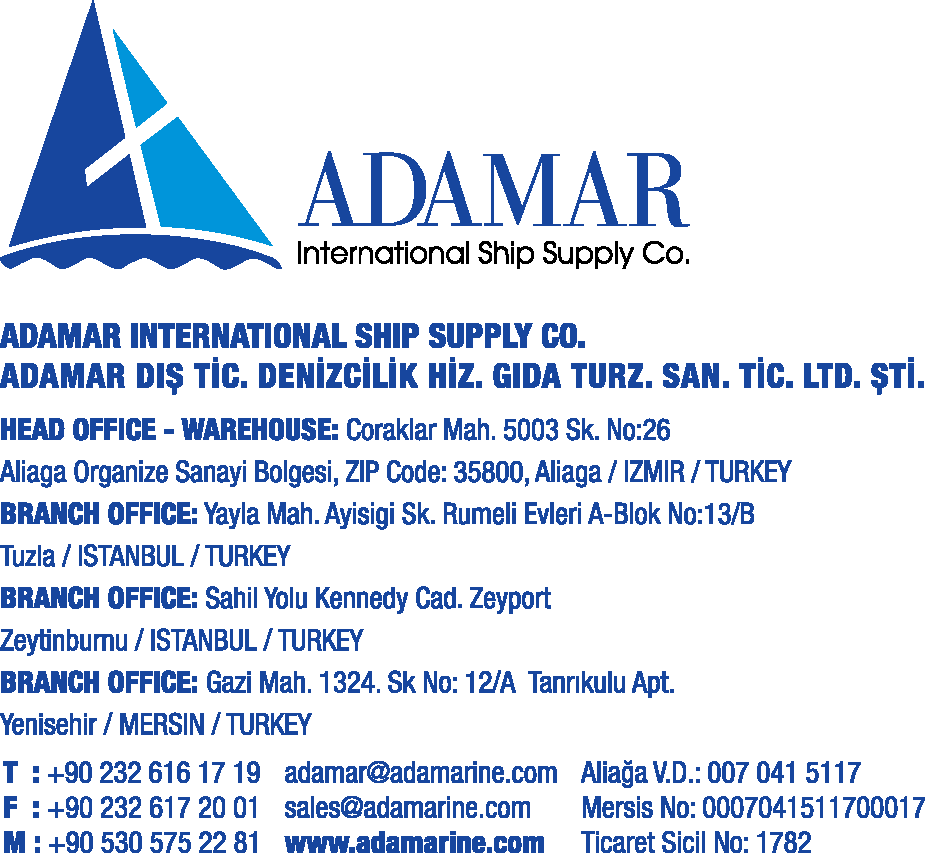 ADAMAR
International Ship Supply Co.
ADAMAR INTERNATIONAL SHIP SUPPLY CO.
ADAMAR DIŞ TİC. DENİZCİLİK HİZ. GIDA TURZ. SAN. TİC. LTD. ŞTİ.
HEAD OFFICE - WAREHOUSE: Coraklar Mah. 5003 Sk. No:26
Aliaga Organize Sanayi Bolgesi, ZIP Code: 35800, Aliaga / IZMIR / TURKEY
BRANCH OFFICE: Yayla Mah. Ayisigi Sk. Rumeli Evleri A-Blok No:13/B
Tuzla / ISTANBUL / TURKEY
BRANCH OFFICE: Sahil Yolu Kennedy Cad. Zeyport
Zeytinburnu / ISTANBUL / TURKEY
BRANCH OFFICE: Gazi Mah. 1324. Sk No: 12/A Tanrıkulu Apt.
Yenisehir / MERSIN / TURKEY
T : +90 232 616 17 19 adamar@adamarine.com Aliağa V.D.: 007 041 5117
F : +90 232 617 20 01 sales@adamarine.com Mersis No: 0007041511700017
M : +90 530 575 22 81 www.adamarine.com Ticaret Sicil No: 1782